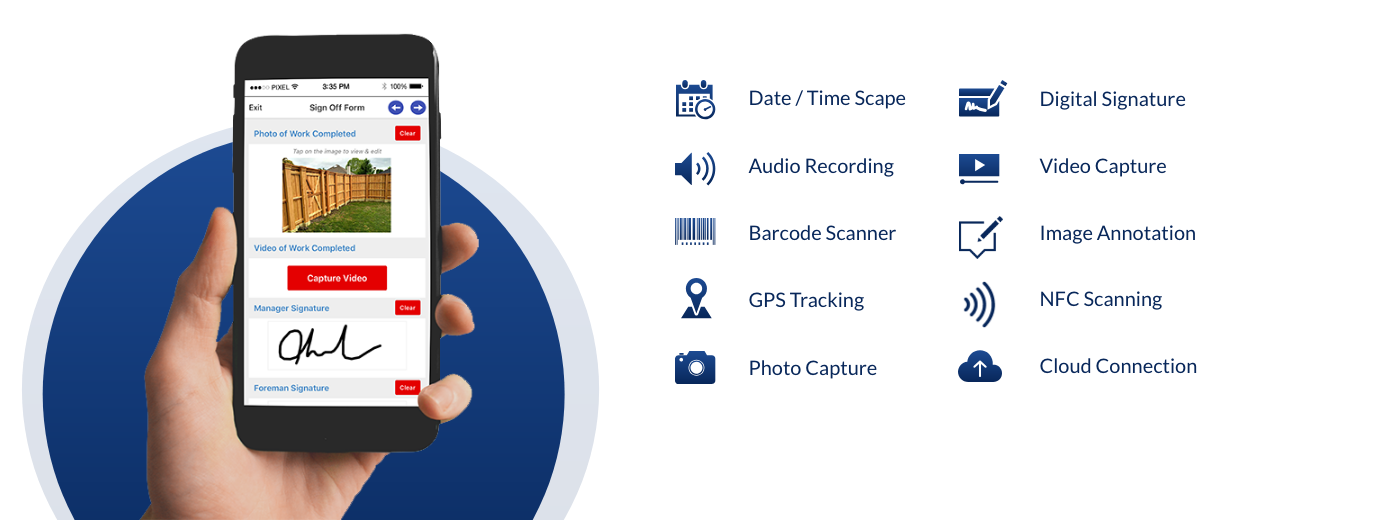 PIXEL 3:35 PM 100%
Exit Sign Off Form
Photo of Work Completed Clear
Tap on the image to view & edit
Video of Work Completed
Capture Video
Manager Signature Clear
Foreman Signature Clear
Date / Time Scape
Digital Signature
Audio Recording
Video Capture
Barcode Scanner
Image Annotation
GPS Tracking
NFC Scanning
Photo Capture
Cloud Connection